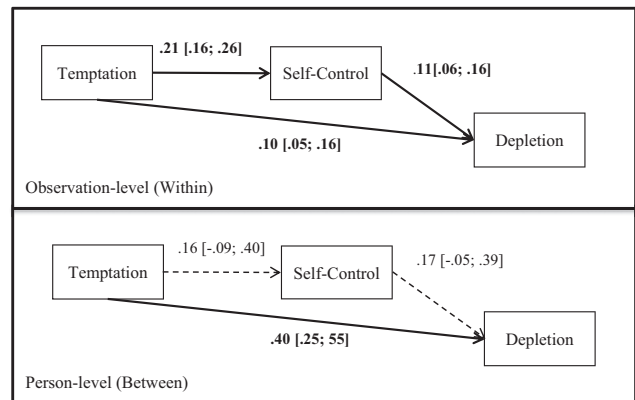 .21 [.16; .26]
Temptation
Self-Control
.11[.06; .16]
.10 [.05; .16]
Depletion
Observation-level (Within)
.16 [-.09; .40]
Temptation
Self-Control
.17 [-.05; .39]
.40 [.25; 55]
Depletion
Person-level (Between)